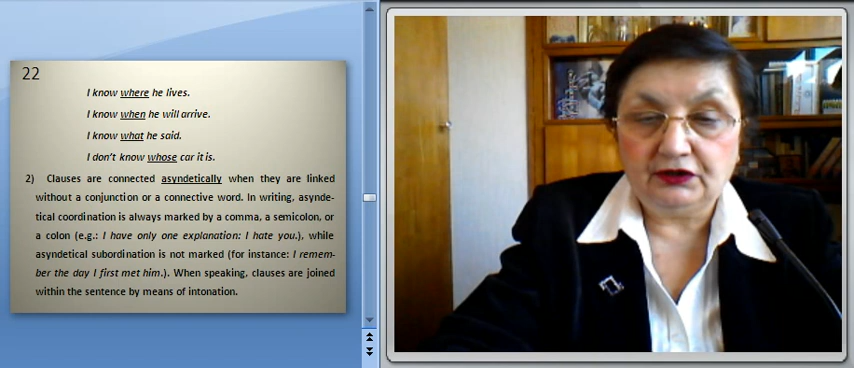 22
I know where he lives.
I know when he will arrive.
I know what he said.
I don't know whose car it is.
2) Clauses are connected asyndetically when they are linked
without a conjunction or a connective word. In writing, asynde-
tical coordination is always marked by a comma, a semicolon, or
a colon (e.g.: I have only one explanation: I hate you.), while
asyndetical subordination is not marked (for instance: I remem-
ber the day I first met him.). When speaking, clauses are joined
within the sentence by means of intonation.